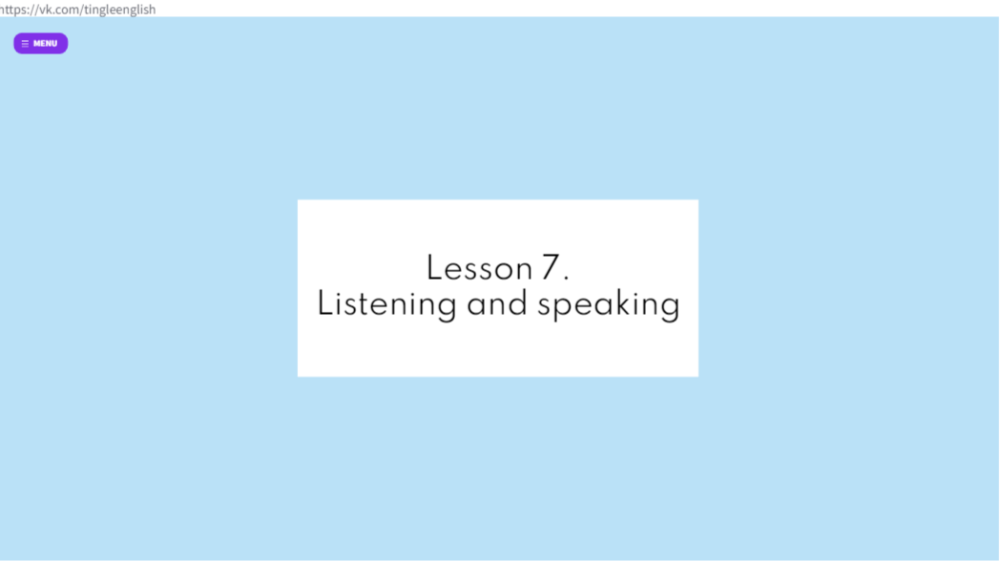 https://vk.com/tingleenglish
☰ MENU
Lesson 7.
Listening and speaking